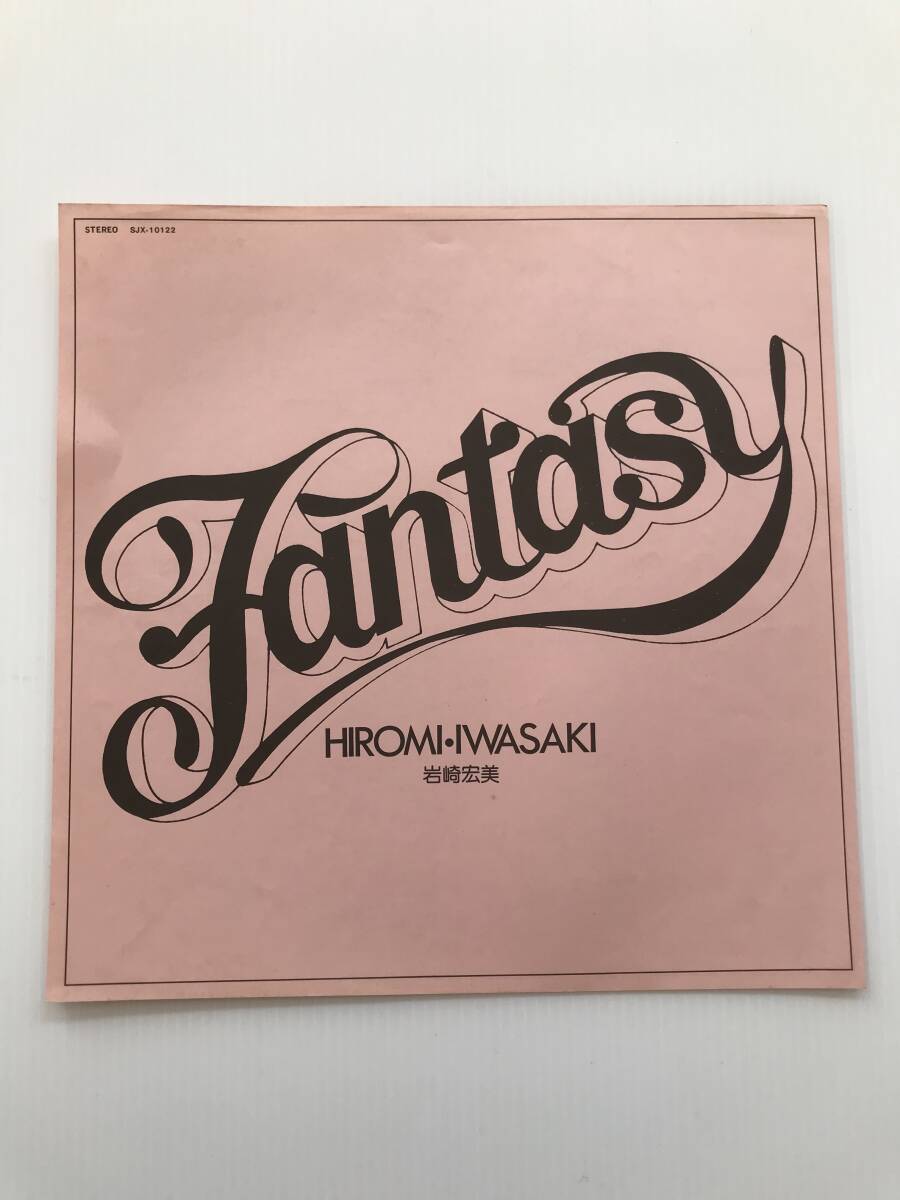 STEREO SJX-10122
Fantasy
HIROMI・IWASAKI
岩崎宏美